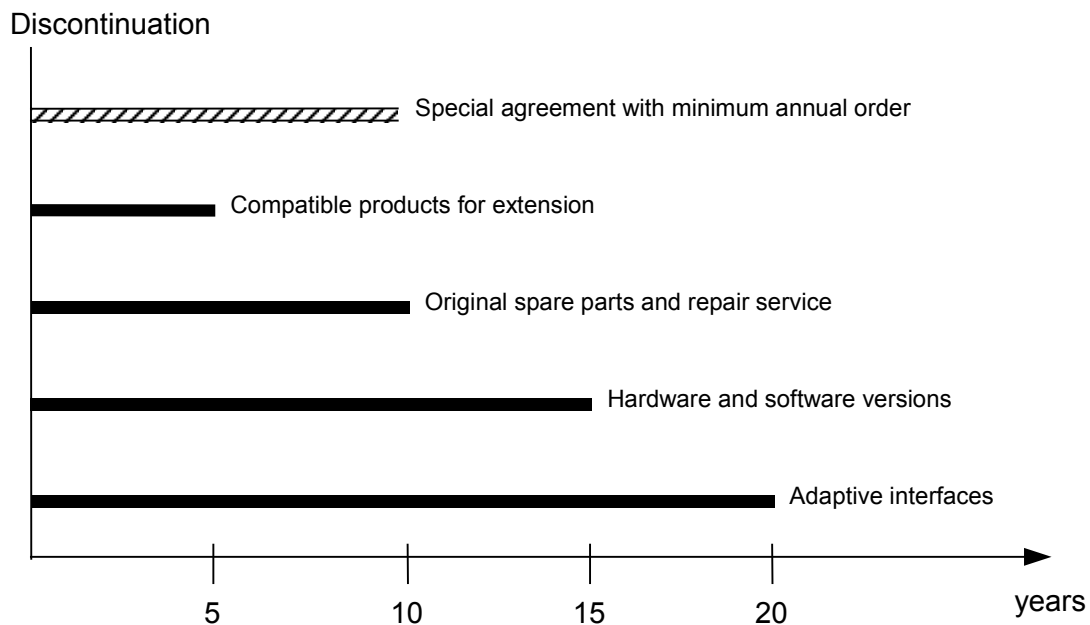 Discontinuation
Special agreement with minimum annual order
Compatible products for extension
Original spare parts and repair service
Hardware and software versions
Adaptive interfaces
5
10
15
20
years